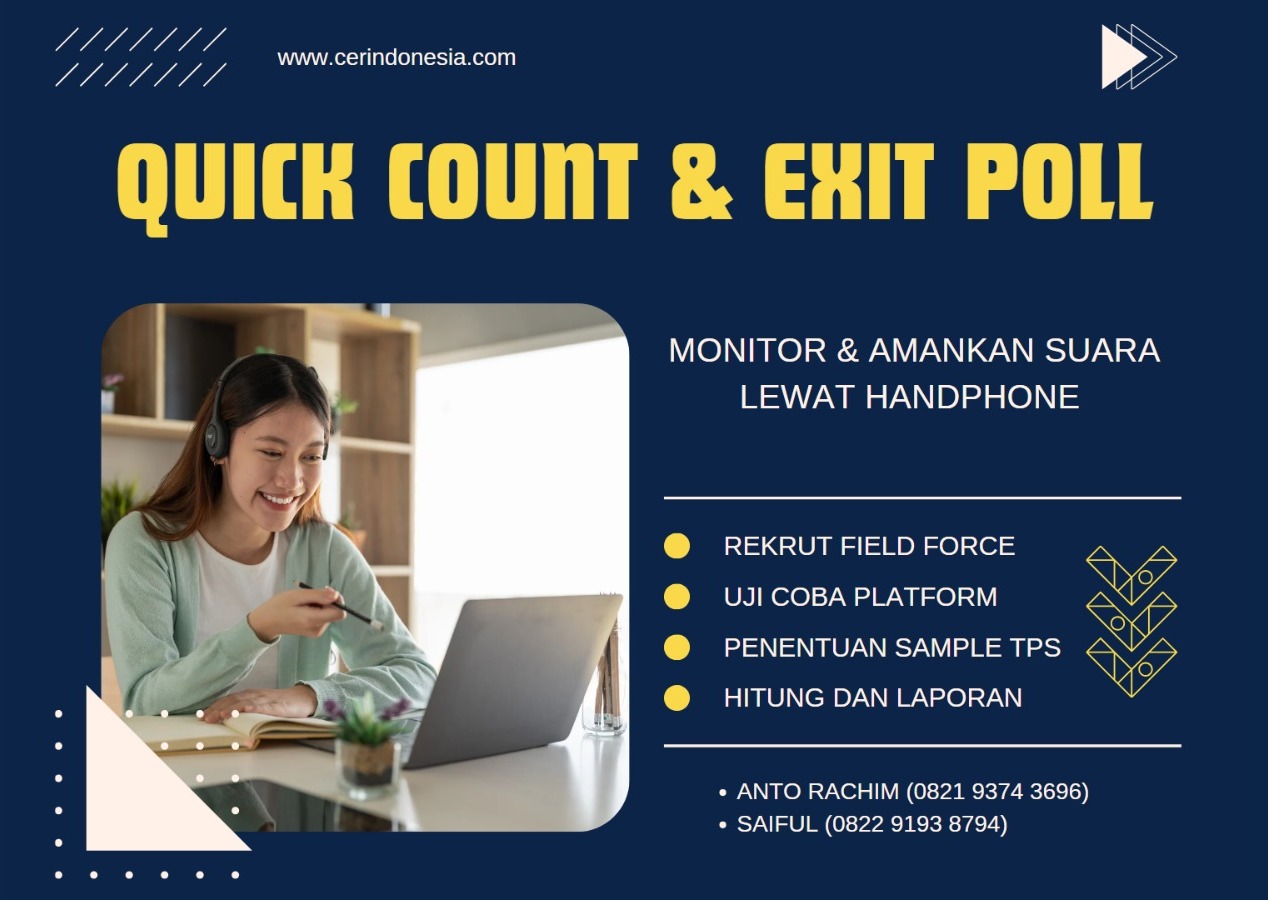 www.cerindonesia.com
QUICK COUNT & EXIT POLL
MONITOR & AMANKAN SUARA
LEWAT HANDPHONE
REKRUT FIELD FORCE
UJI COBA PLATFORM
PENENTUAN SAMPLE TPS
HITUNG DAN LAPORAN
• ANTO RACHIM (0821 9374 3696)
• SAIFUL (0822 9193 8794)